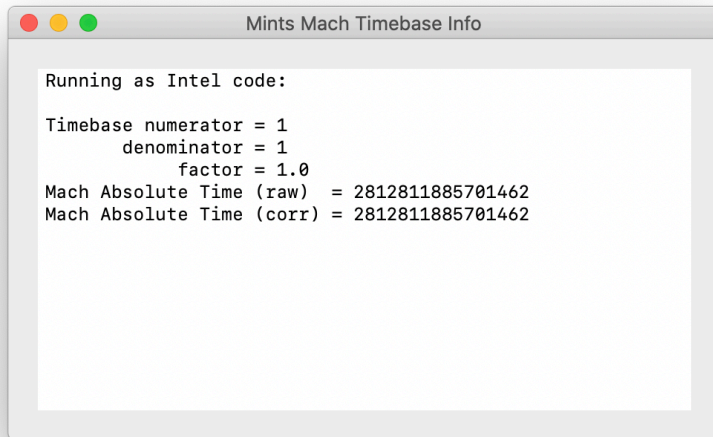 Mints Mach Timebase Info
Running as Intel code:
Timebase numerator = 1
denominator = 1
factor = 1.0
Mach Absolute Time (raw)  = 2812811885701462
Mach Absolute Time (corr) = 2812811885701462